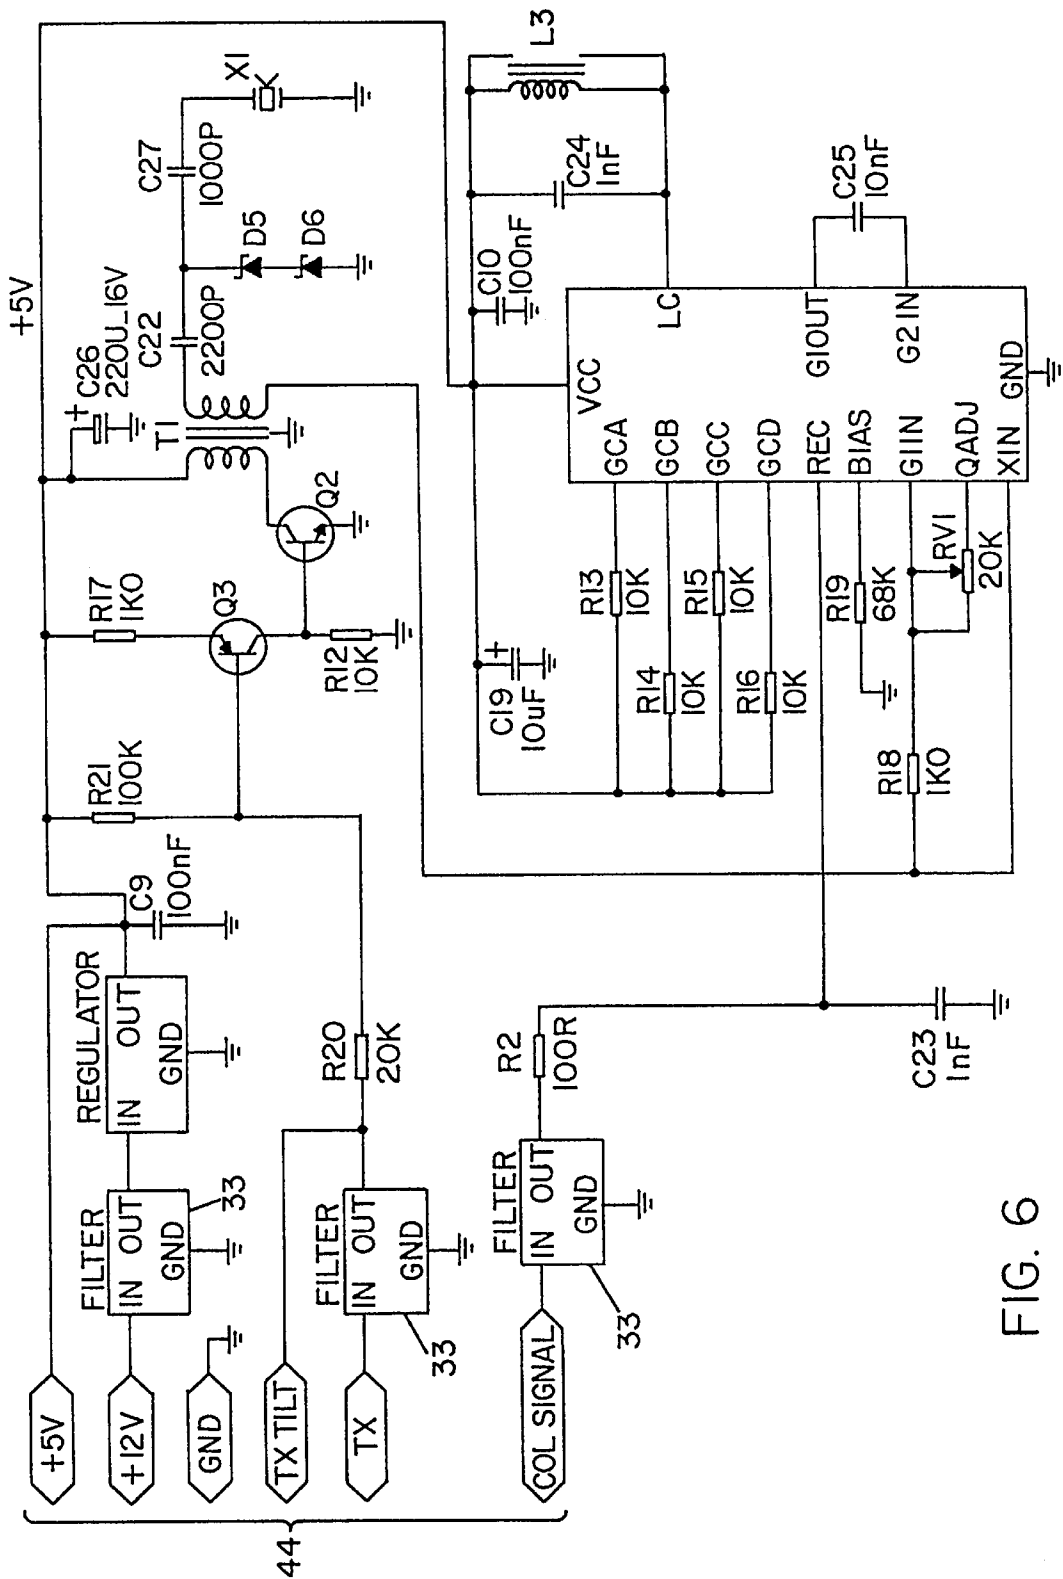 44
+5V
+12V
GND
TX TILT
TX
COL SIGNAL
FILTER
IN OUT
GND
33
REGULATOR
IN OUT
GND
C9
100nF
FILTER
IN OUT
GND
33
R20
20K
FILTER
IN OUT
GND
33
R2
100R
C23
1nF
R21
100K
R17
1K0
Q3
R12
10K
Q2
+5V
C26
220U_16V
+
T1
C22
2200P
D5
D6
C27
1000P
X1
C19
10uF
+
R13
10K
R14
10K
R15
10K
R16
10K
R19
68K
R18
1K0
RV1
20K
VCC
GCA
GCB
GCC
GCD
REC
BIAS
G1IN
QADJ
XIN
GND
LC
G1OUT
G2IN
C10
100nF
C24
1nF
L3
C25
10nF
FIG. 6